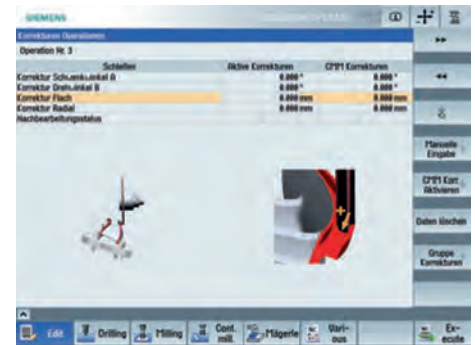 SIEMENS
Korrekturen Operationen
Operation Nr. 3
Schleifen Aktive Korrekturen CMM Korrekturen
Korrektur Schwenkwinkel A 0.000 ° 0.000 °
Korrektur Drehwinkel B 0.000 ° 0.000 °
Korrektur Flach 0.000 mm 0.000 mm
Korrektur Radial 0.000 mm 0.000 mm
Nachbearbeitungsstatus
Manuelle Eingabe
CMM Korr. Aktivieren
Daten löschen
Gruppe Korrekturen
Edit Drilling Milling Cont. mill. Mägerle Vari- ous Ex- ecute